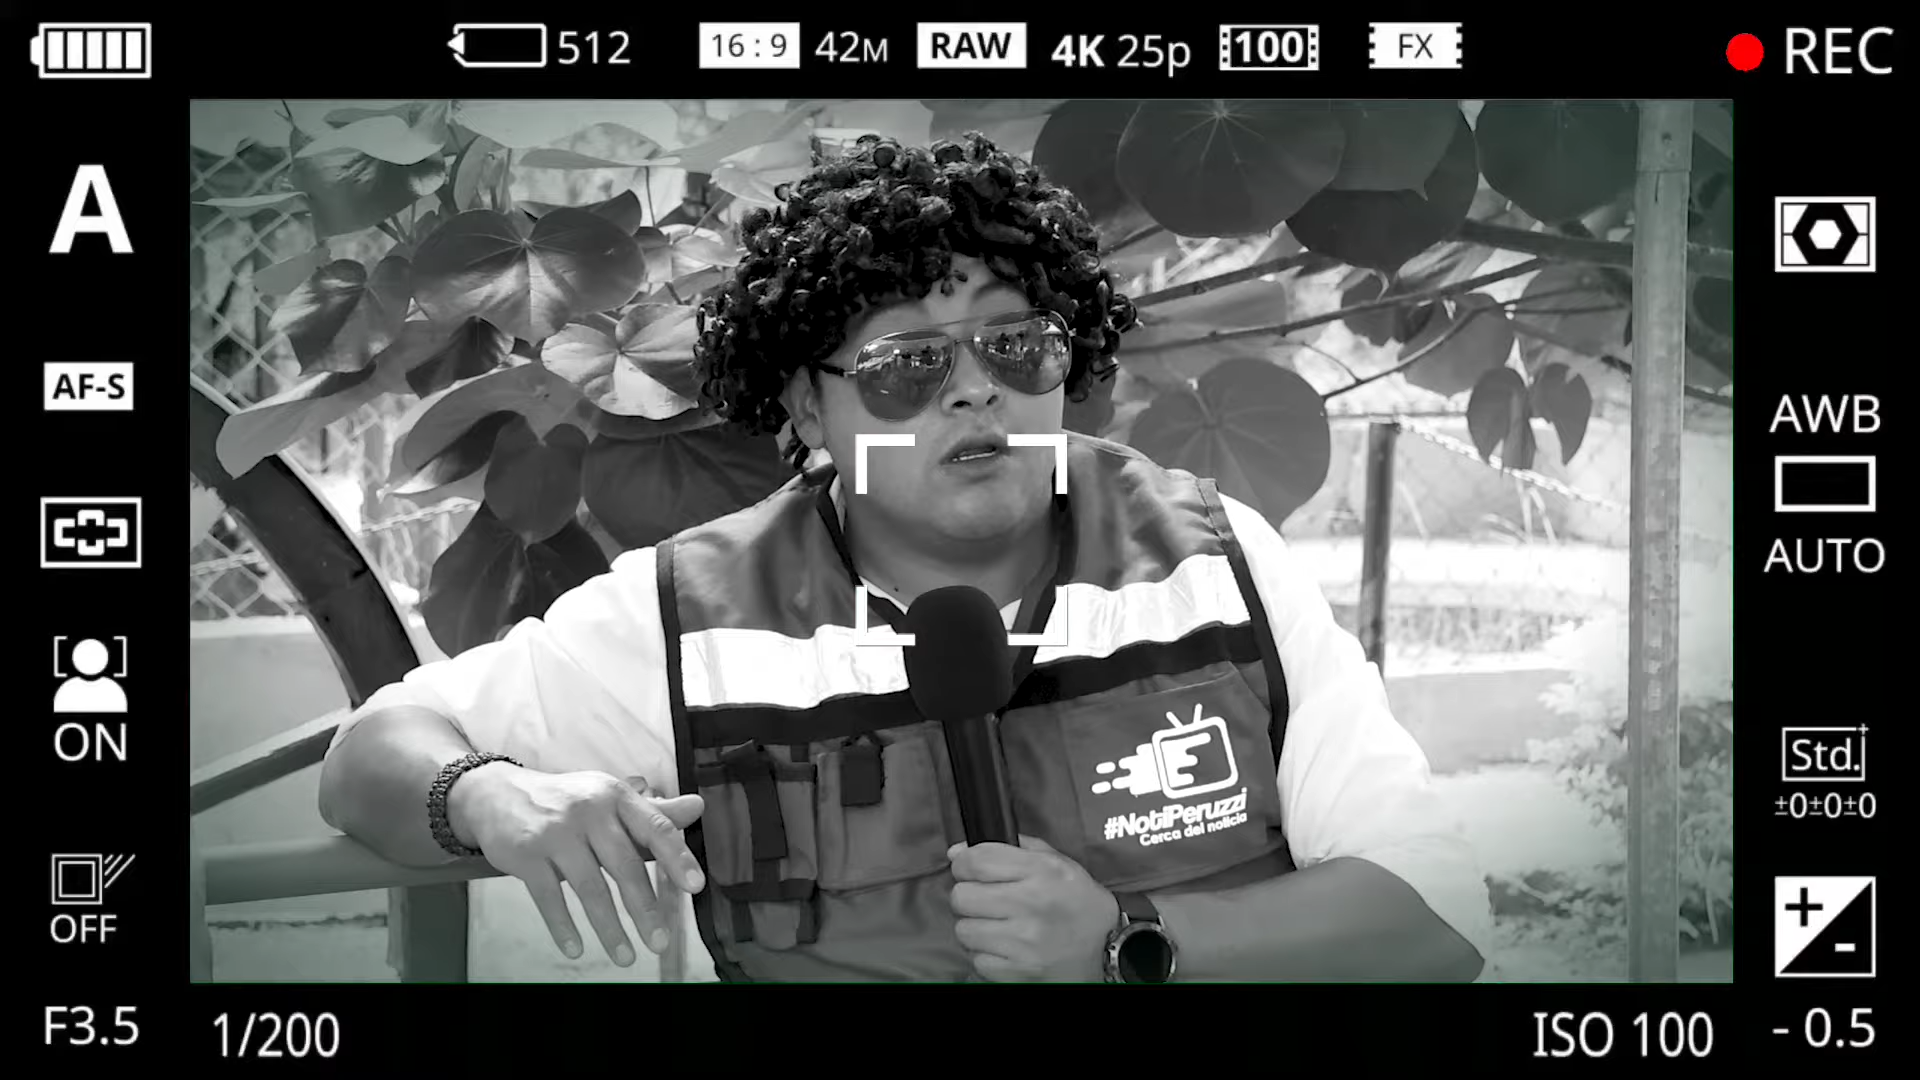 512
16 : 9
42M
RAW
4K 25p
100
FX
REC
A
AF-S
ON
OFF
F3.5
1/200
AWB
AUTO
Std.+
±0±0±0
ISO 100
- 0.5
#NotiPeruzzi
Cerca del noticia